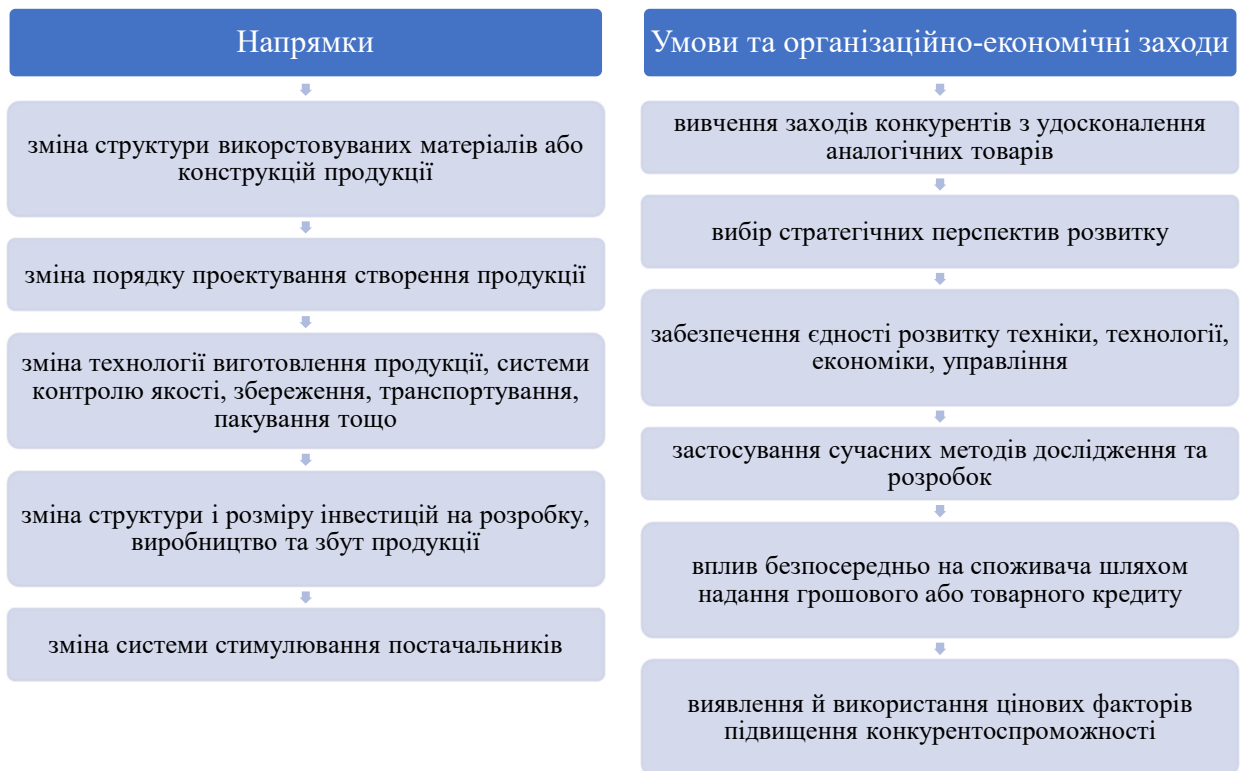 Напрямки
зміна структури викорстовуваних матеріалів або
конструкцій продукції
зміна порядку проектування створення продукції
зміна технології виготовлення продукції, системи
контролю якості, збереження, транспортування,
пакування тощо
зміна структури і розміру інвестицій на розробку,
виробництво та збут продукції
зміна системи стимулювання постачальників
Умови та організаційно-економічні заходи
вивчення заходів конкурентів з удосконалення
аналогічних товарів
вибір стратегічних перспектив розвитку
забезпечення єдності розвитку техніки, технології,
економіки, управління
застосування сучасних методів дослідження та
розробок
вплив безпосередньо на споживача шляхом
надання грошового або товарного кредиту
виявлення й використання цінових факторів
підвищення конкурентоспроможності